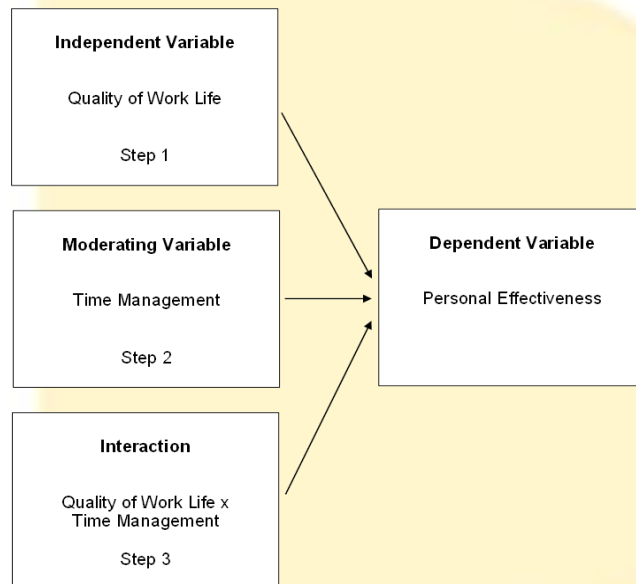 Independent Variable
Quality of Work Life
Step 1
Moderating Variable
Time Management
Step 2
Dependent Variable
Personal Effectiveness
Interaction
Quality of Work Life x
Time Management
Step 3